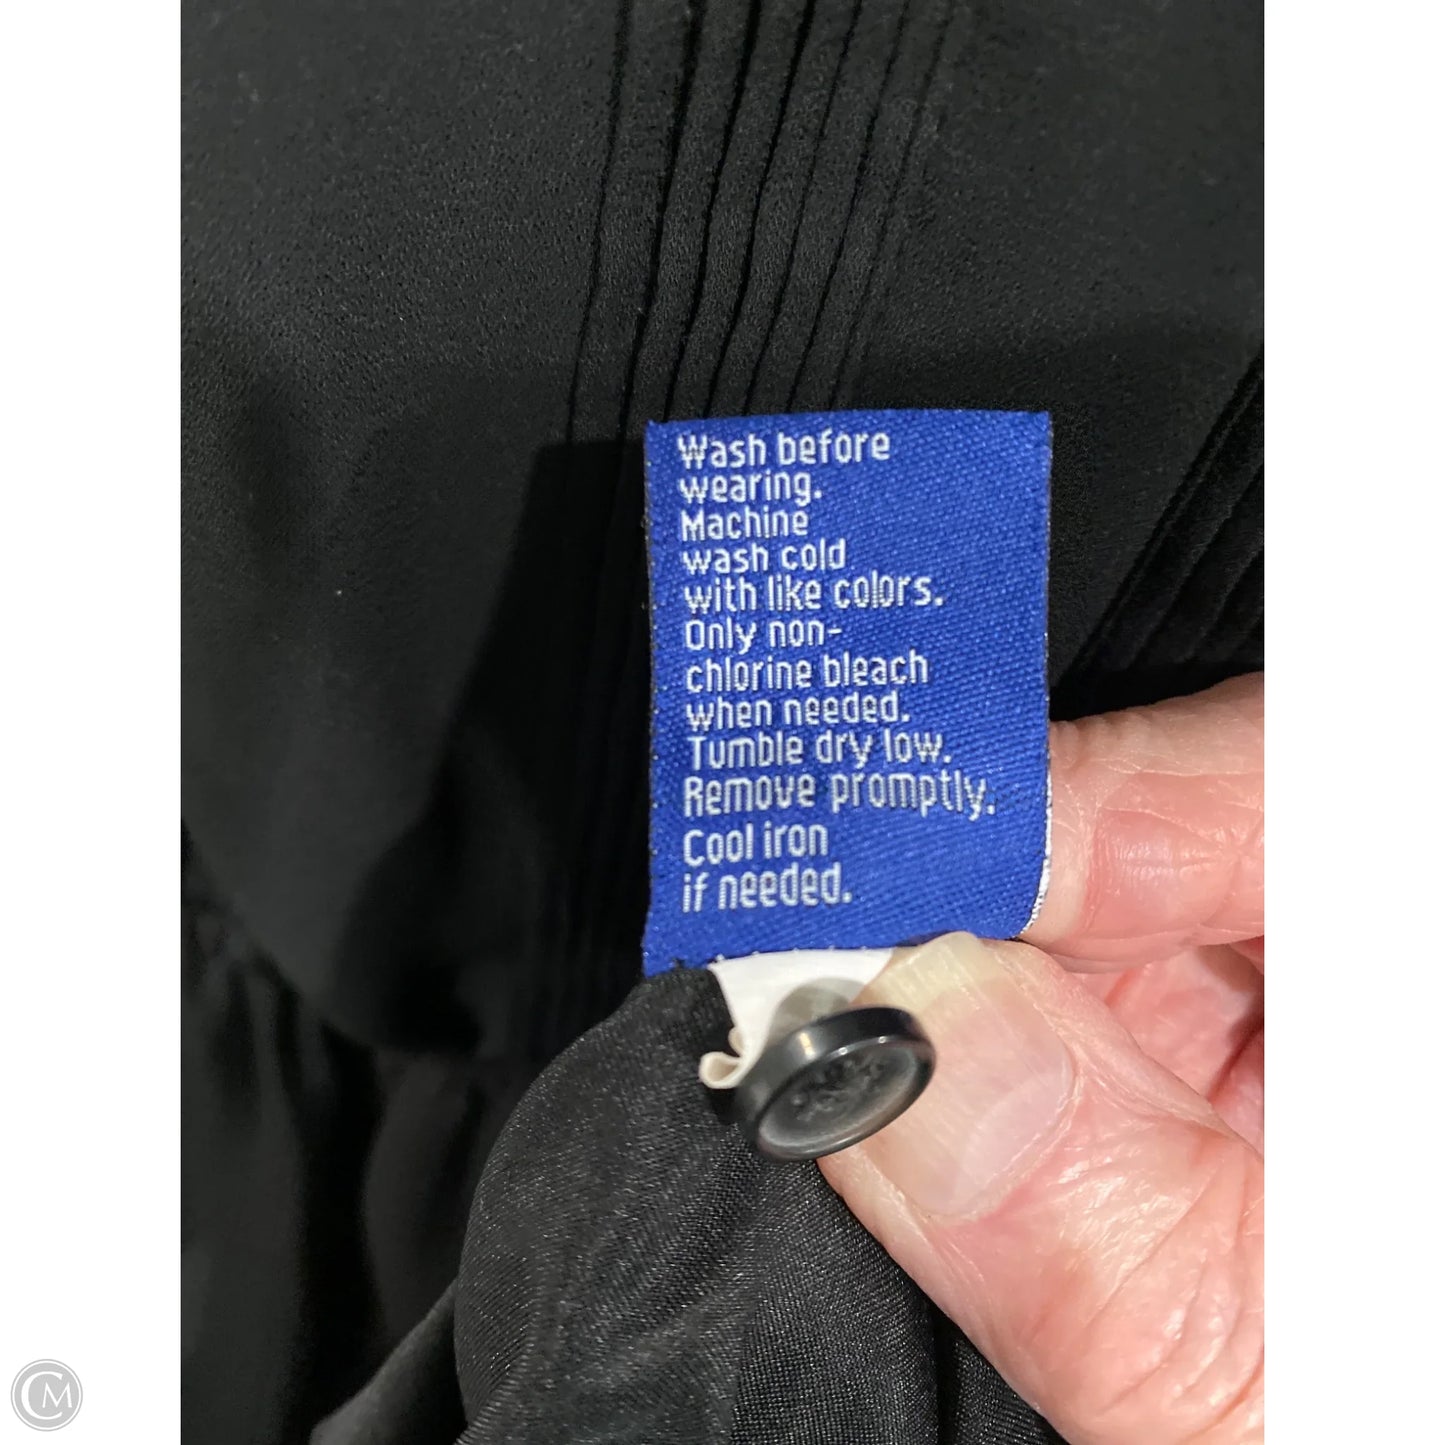 Wash before
wearing.
Machine
wash cold
with like colors.
Only non-
chlorine bleach
when needed.
Tumble dry low.
Remove promptly.
Cool iron
if needed.
CM